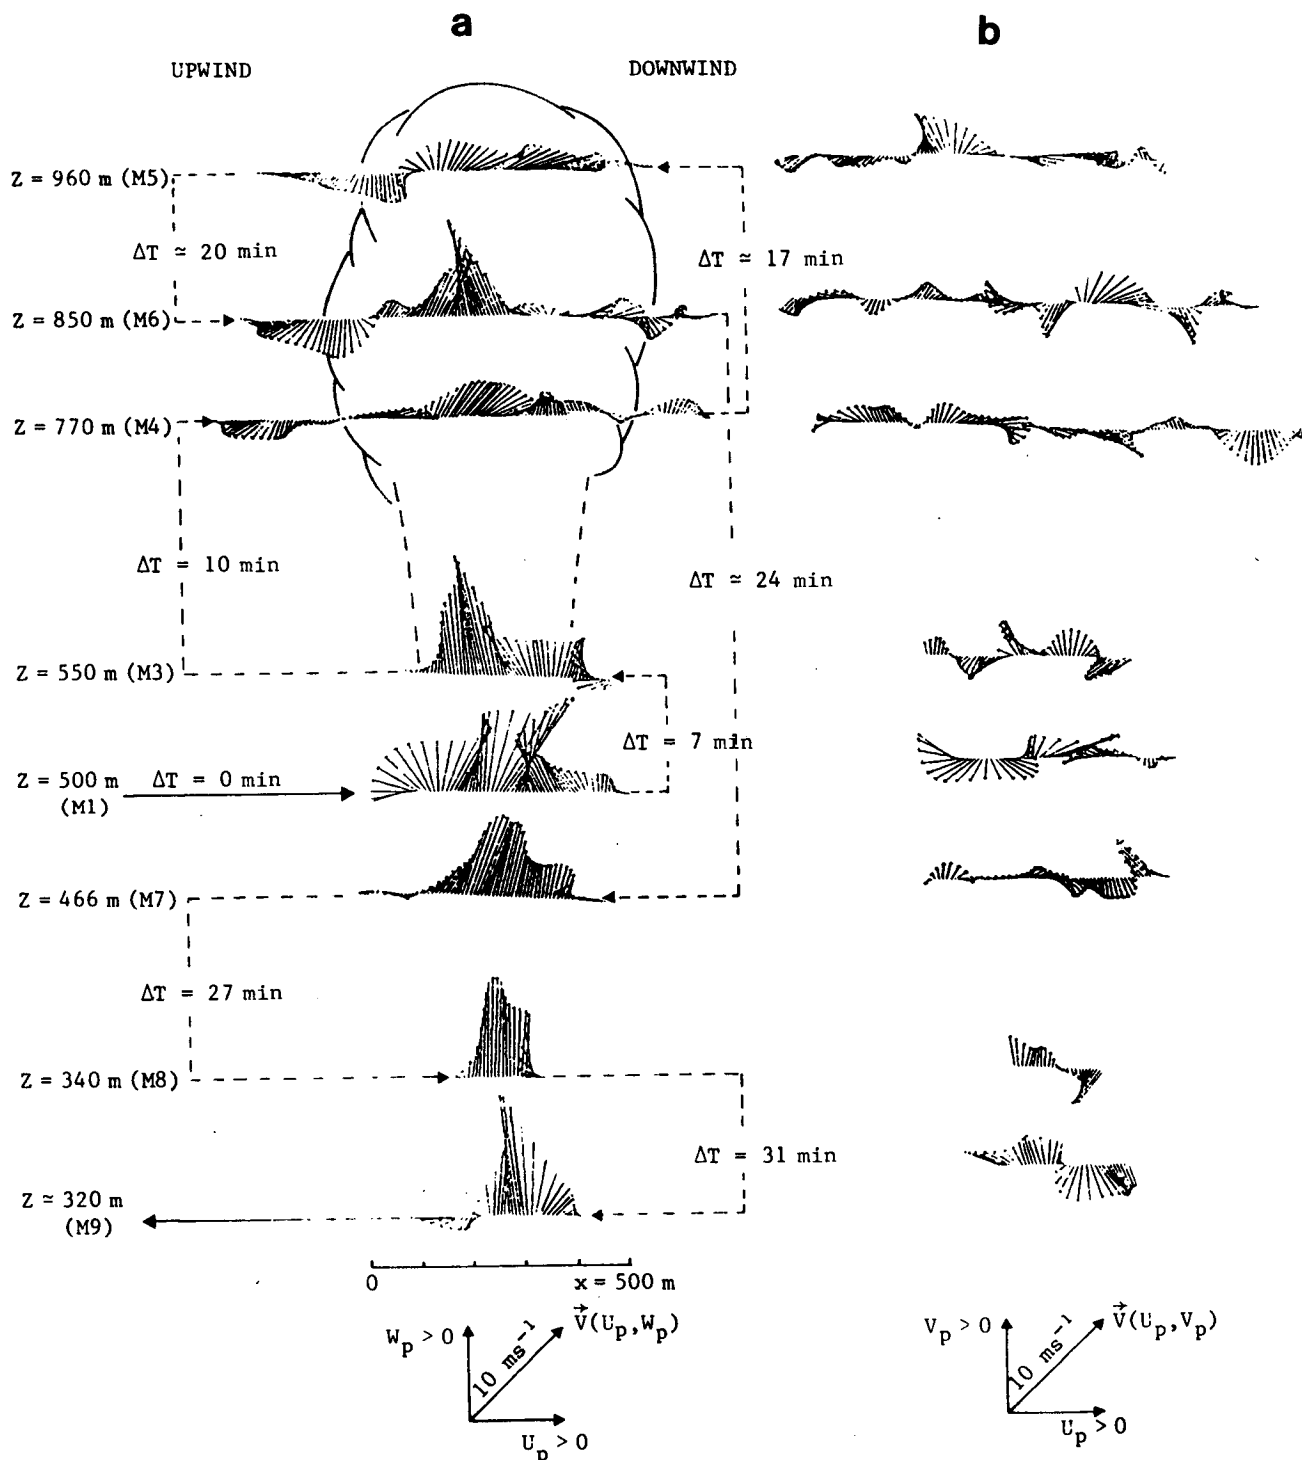 a b
UPWIND DOWNWIND
Z = 960 m (M5)
ΔT ≃ 20 min
ΔT ≃ 17 min
Z = 850 m (M6)
Z = 770 m (M4)
ΔT = 10 min
ΔT ≃ 24 min
Z = 550 m (M3)
ΔT = 7 min
Z = 500 m ΔT = 0 min
(M1)
Z = 466 m (M7)
ΔT = 27 min
Z = 340 m (M8)
ΔT = 31 min
Z ≃ 320 m
(M9)
0 x = 500 m
W_p > 0 V⃗(U_p, W_p)
10 ms⁻¹
U_p > 0
V_p > 0 V⃗(U_p, V_p)
10 ms⁻¹
U_p > 0